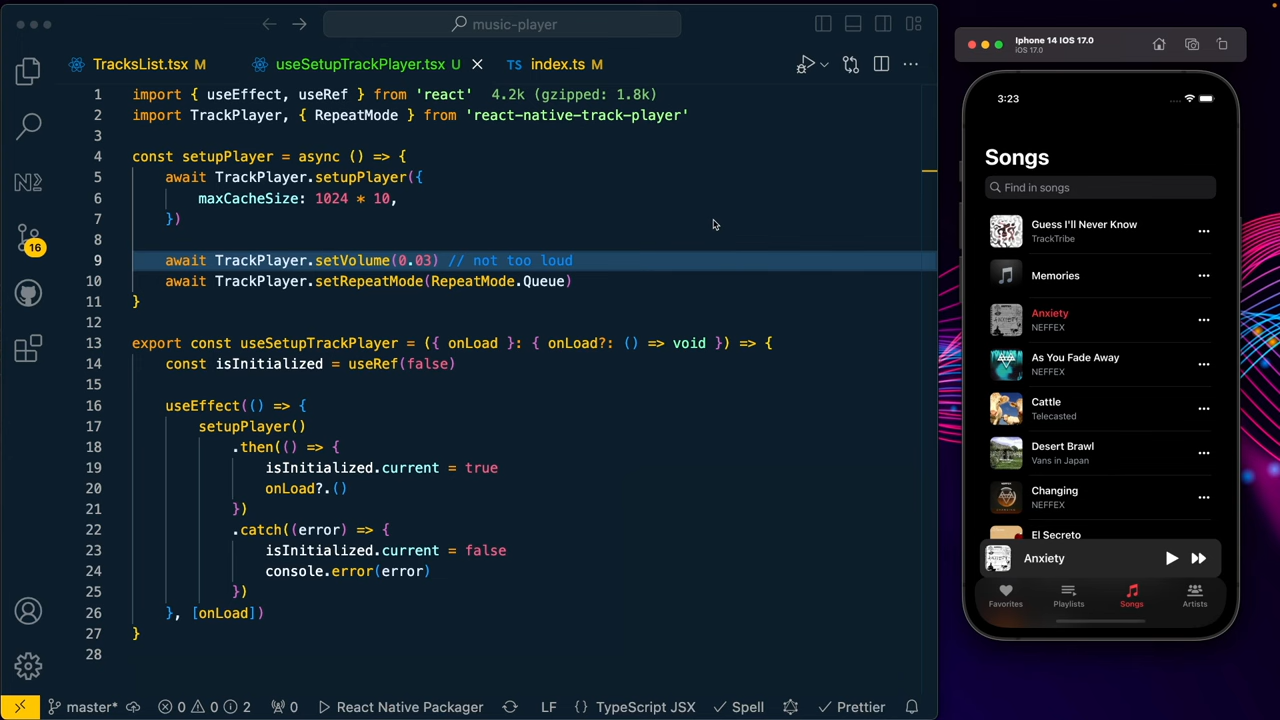 music-player
TracksList.tsx M
useSetupTrackPlayer.tsx U
TS index.ts M
1 import { useEffect, useRef } from 'react' 4.2k (gzipped: 1.8k)
2 import TrackPlayer, { RepeatMode } from 'react-native-track-player'
3
4 const setupPlayer = async () => {
5 await TrackPlayer.setupPlayer({
6 maxCacheSize: 1024 * 10,
7 })
8
9 await TrackPlayer.setVolume(0.03) // not too loud
10 await TrackPlayer.setRepeatMode(RepeatMode.Queue)
11 }
12
13 export const useSetupTrackPlayer = ({ onLoad }: { onLoad?: () => void }) => {
14 const isInitialized = useRef(false)
15
16 useEffect(() => {
17 setupPlayer()
18 .then(() => {
19 isInitialized.current = true
20 onLoad?.()
21 })
22 .catch((error) => {
23 isInitialized.current = false
24 console.error(error)
25 })
26 }, [onLoad])
27 }
28
16
master* 0 0 2 0 React Native Packager LF {} TypeScript JSX Spell Prettier
Iphone 14 IOS 17.0
iOS 17.0
3:23
Songs
Find in songs
Guess I'll Never Know
TrackTribe
Memories
Anxiety
NEFFEX
As You Fade Away
NEFFEX
Cattle
Telecasted
Desert Brawl
Vans in Japan
Changing
NEFFEX
El Secreto
Anxiety
Favorites
Playlists
Songs
Artists